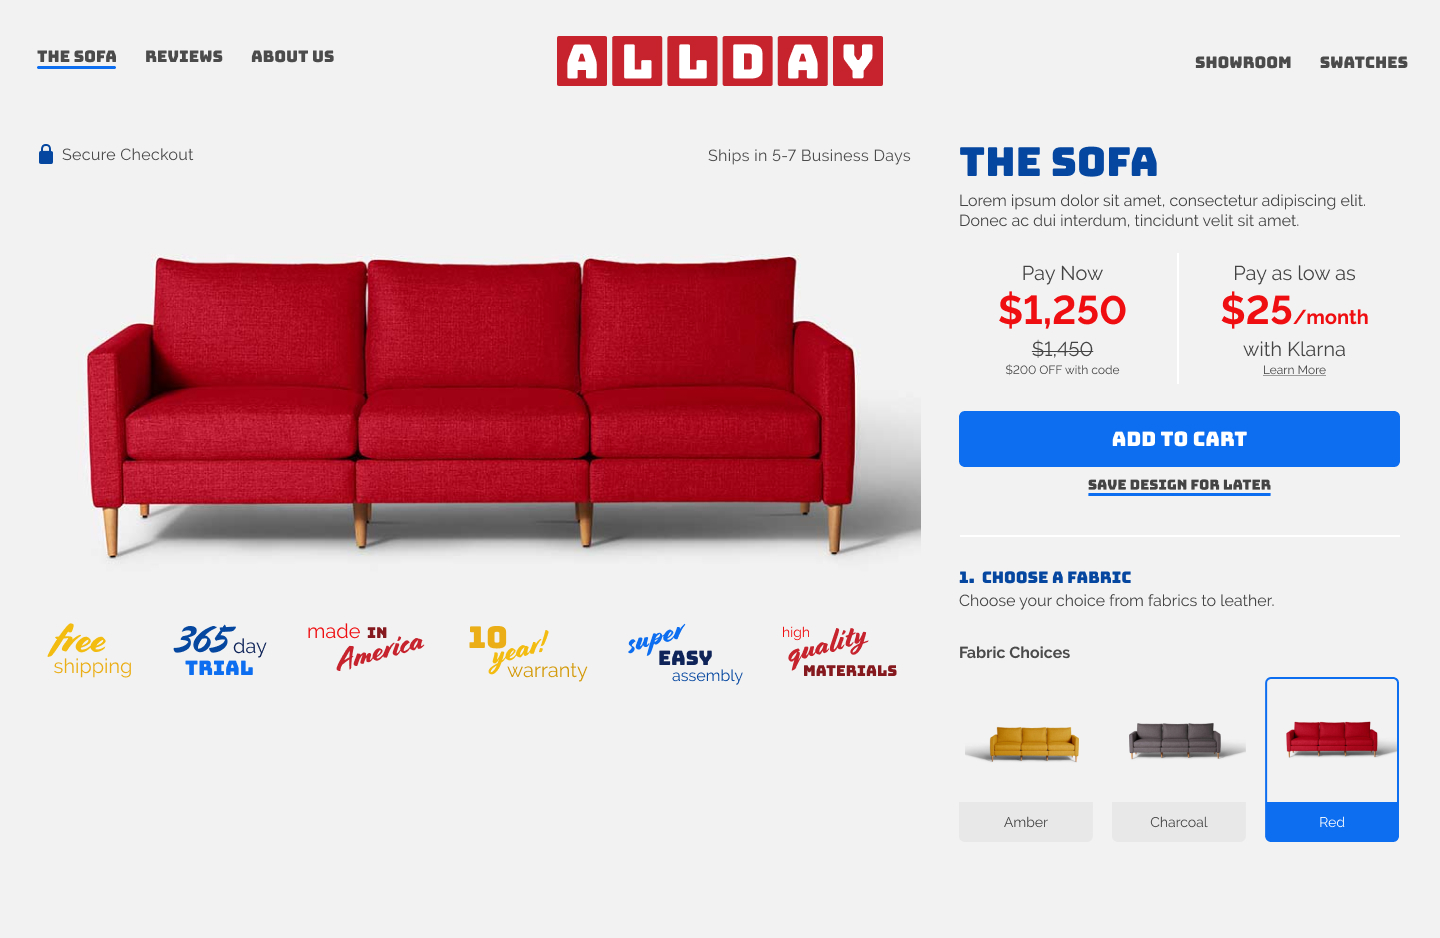 THE SOFA REVIEWS ABOUT US
ALLDAY
SHOWROOM SWATCHES
Secure Checkout
Ships in 5-7 Business Days
THE SOFA
Lorem ipsum dolor sit amet, consectetur adipiscing elit.
Donec ac dui interdum, tincidunt velit sit amet.
Pay Now
$1,250
$1,450
$200 OFF with code
Pay as low as
$25/month
with Klarna
Learn More
ADD TO CART
SAVE DESIGN FOR LATER
free
shipping
365 day
TRIAL
made IN
America
10
year!
warranty
super
EASY
assembly
high
quality
MATERIALS
1. CHOOSE A FABRIC
Choose your choice from fabrics to leather.
Fabric Choices
Amber
Charcoal
Red